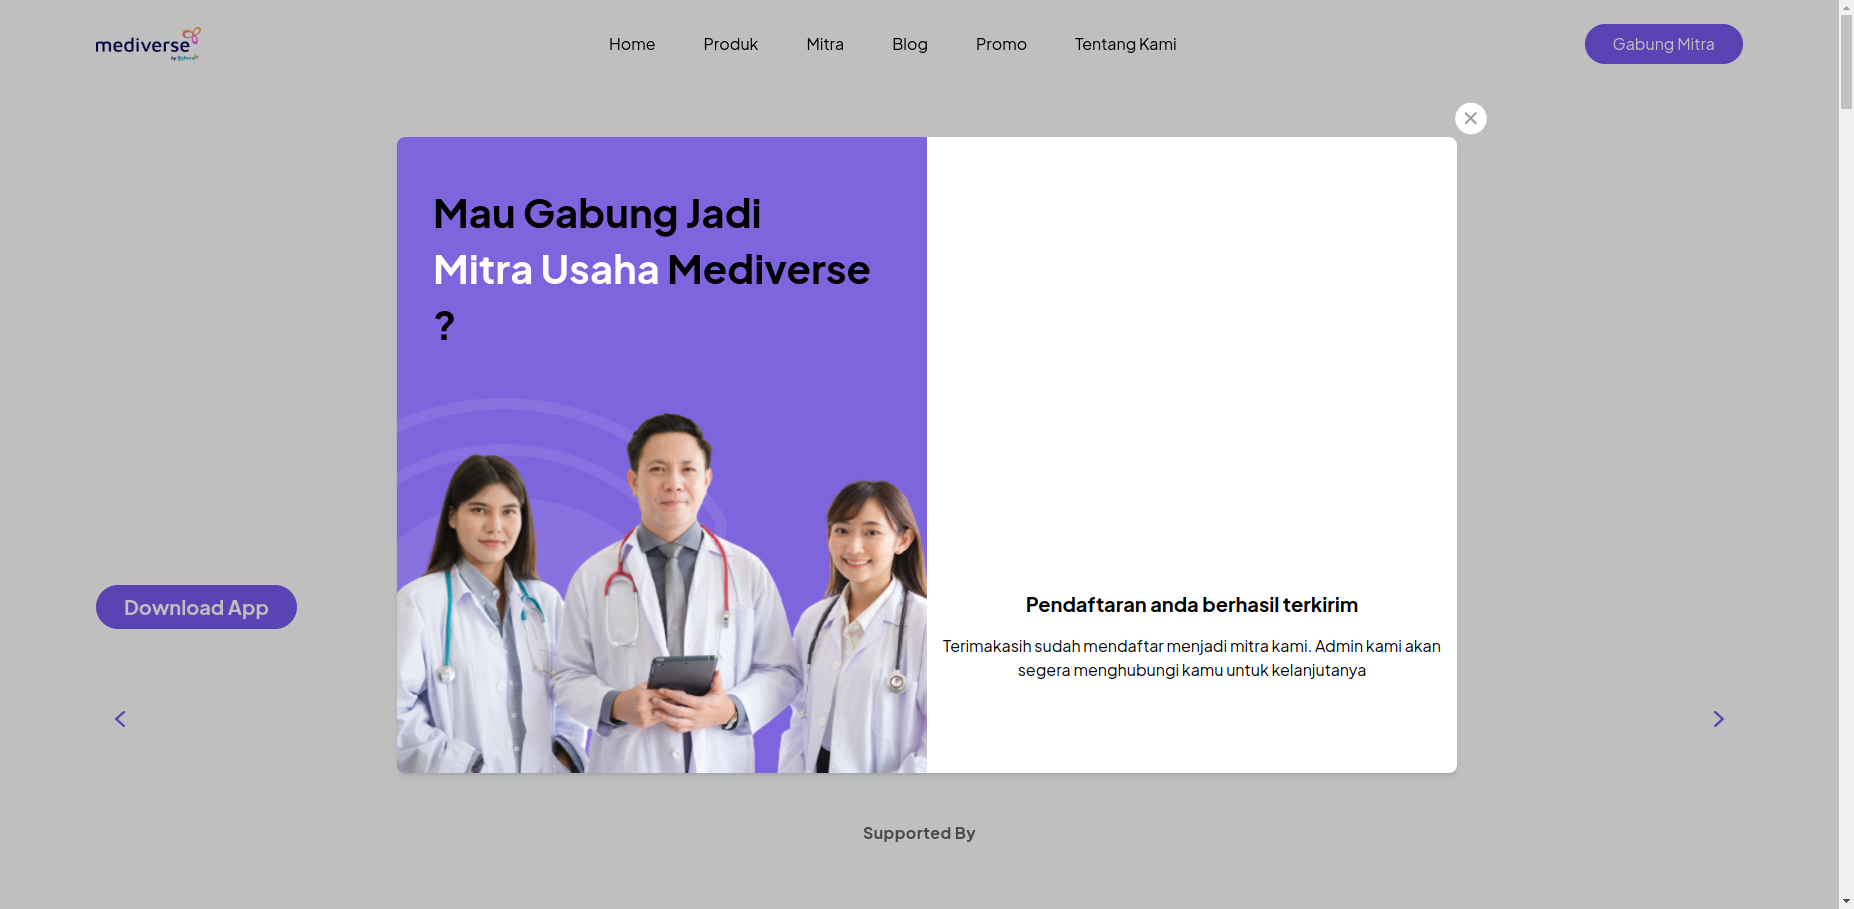 mediverse
Home
Produk
Mitra
Blog
Promo
Tentang Kami
Gabung Mitra
Mau Gabung Jadi
Mitra Usaha Mediverse
?
Download App
Pendaftaran anda berhasil terkirim
Terimakasih sudah mendaftar menjadi mitra kami. Admin kami akan
segera menghubungi kamu untuk kelanjutanya
Supported By